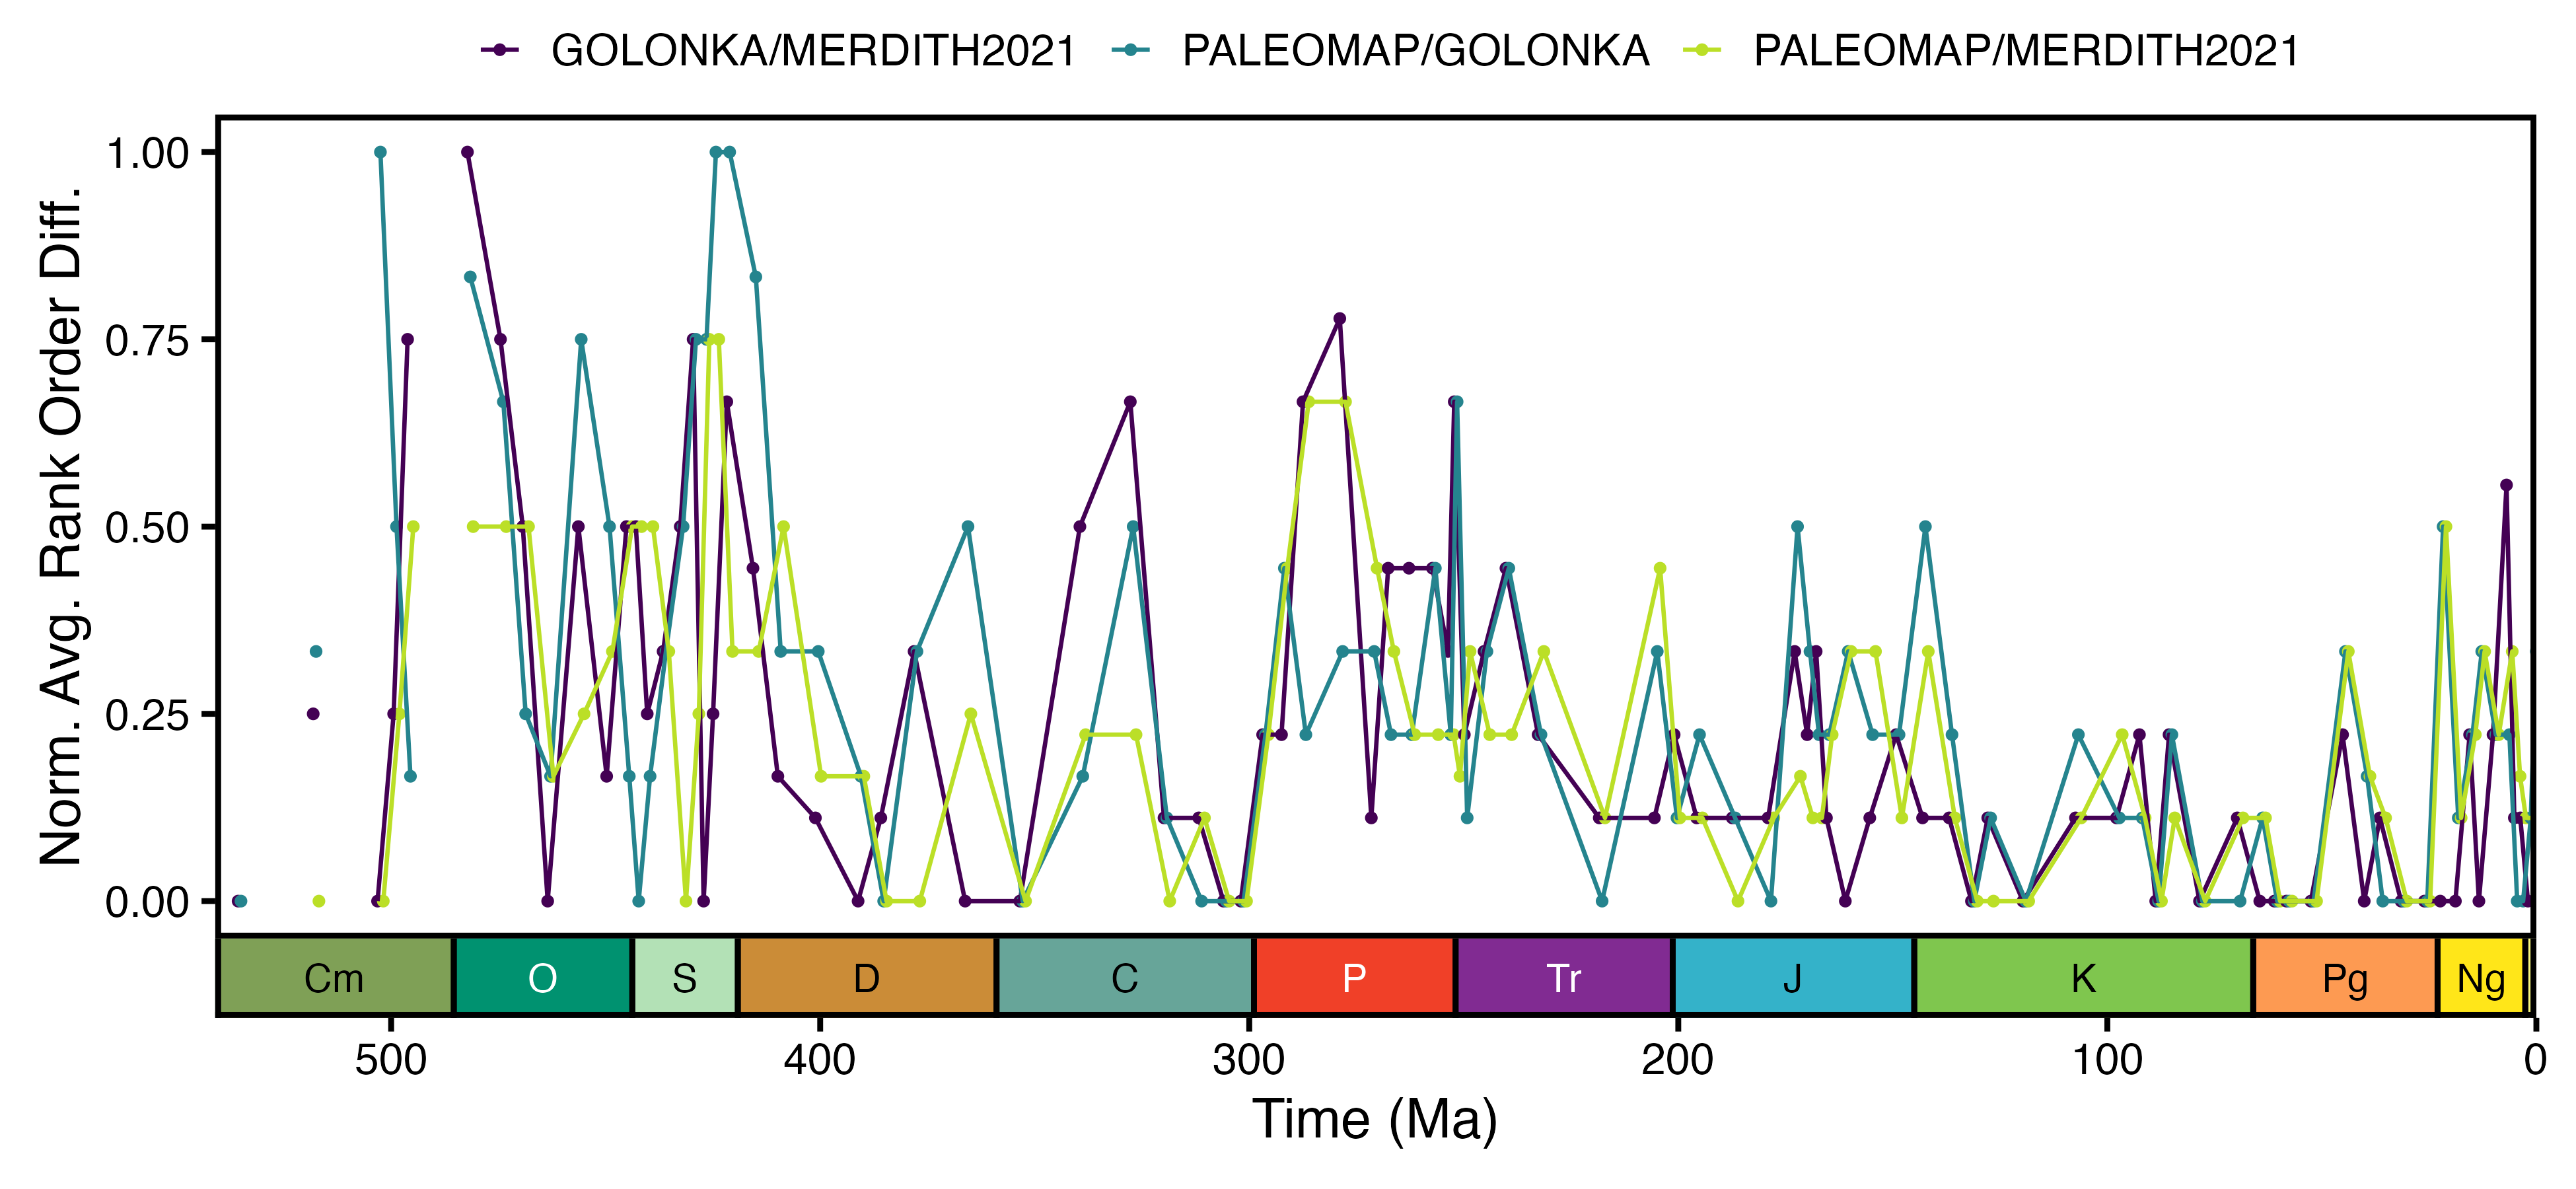 GOLONKA/MERDITH2021 PALEOMAP/GOLONKA PALEOMAP/MERDITH2021
Norm. Avg. Rank Order Diff.
1.00
0.75
0.50
0.25
0.00
Cm O S D C P Tr J K Pg Ng
500 400 300 200 100 0
Time (Ma)